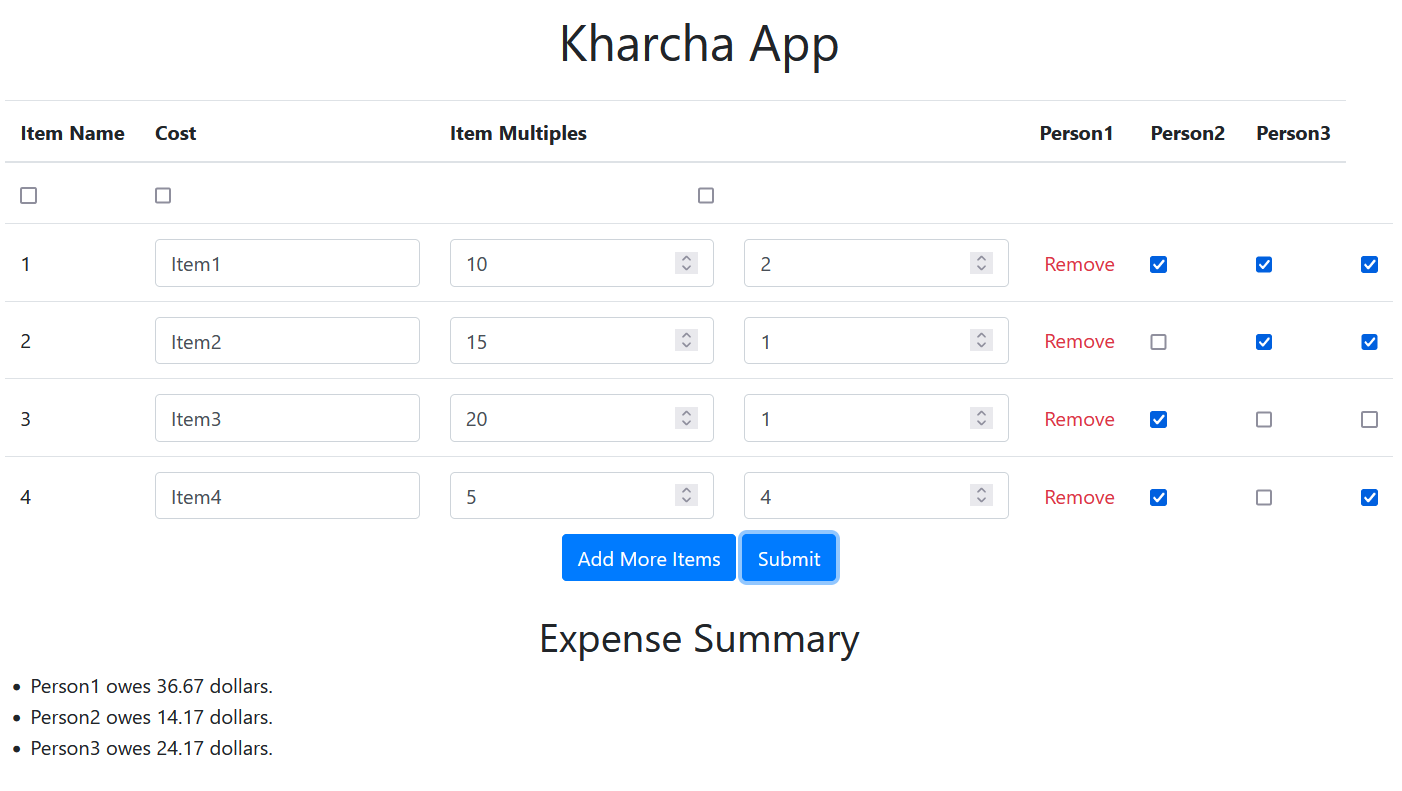 Kharcha App
Item Name Cost Item Multiples Person1 Person2 Person3
1 Item1 10 2 Remove
2 Item2 15 1 Remove
3 Item3 20 1 Remove
4 Item4 5 4 Remove
Add More Items Submit
Expense Summary
Person1 owes 36.67 dollars.
Person2 owes 14.17 dollars.
Person3 owes 24.17 dollars.